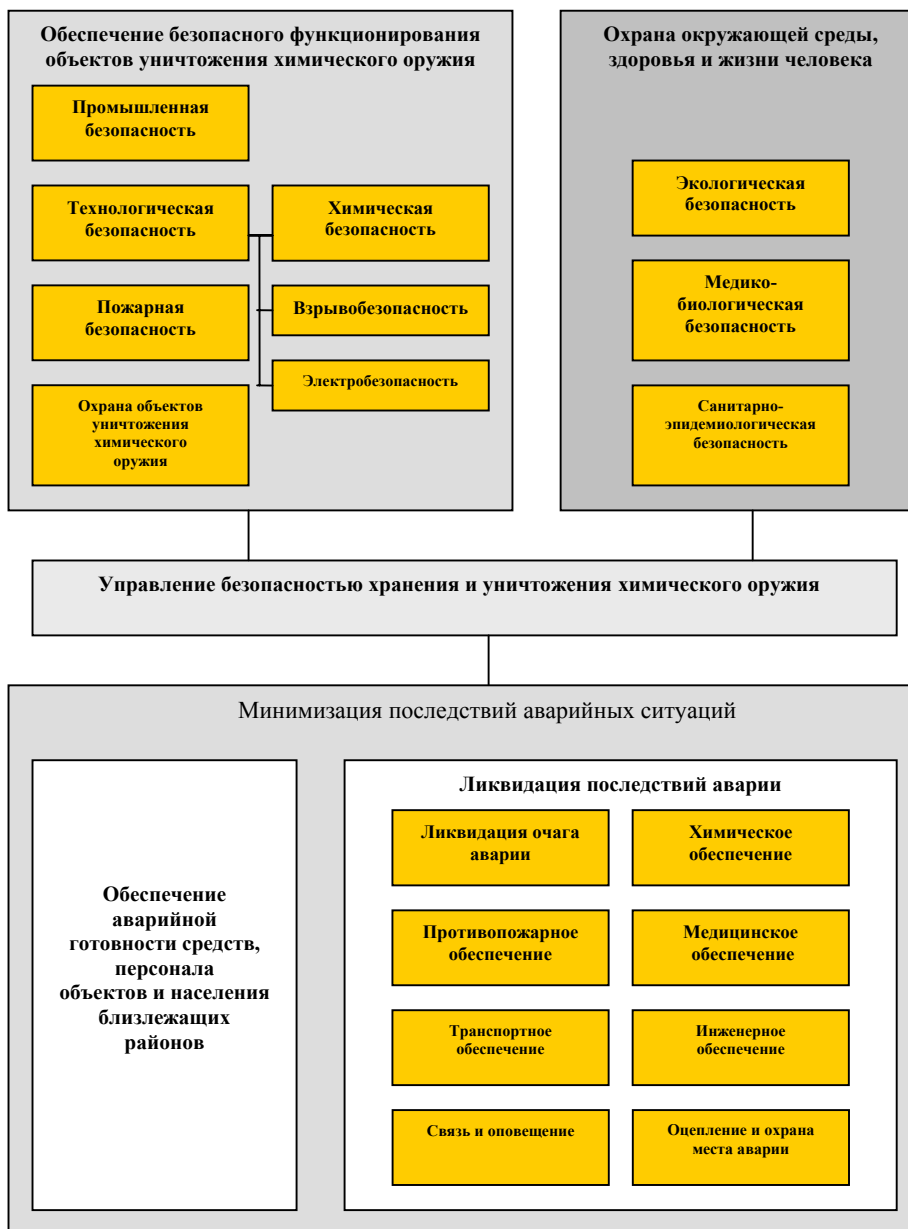 Обеспечение безопасного функционирования
объектов уничтожения химического оружия
Промышленная
безопасность
Технологическая
безопасность
Химическая
безопасность
Пожарная
безопасность
Взрывобезопасность
Электробезопасность
Охрана объектов
уничтожения
химического
оружия
Охрана окружающей среды,
здоровья и жизни человека
Экологическая
безопасность
Медико-
биологическая
безопасность
Санитарно-
эпидемиологическая
безопасность
Управление безопасностью хранения и уничтожения химического оружия
Минимизация последствий аварийных ситуаций
Обеспечение
аварийной
готовности средств,
персонала
объектов и населения
близлежащих
районов
Ликвидация последствий аварии
Ликвидация очага
аварии
Химическое
обеспечение
Противопожарное
обеспечение
Медицинское
обеспечение
Транспортное
обеспечение
Инженерное
обеспечение
Связь и оповещение
Оцепление и охрана
места аварии